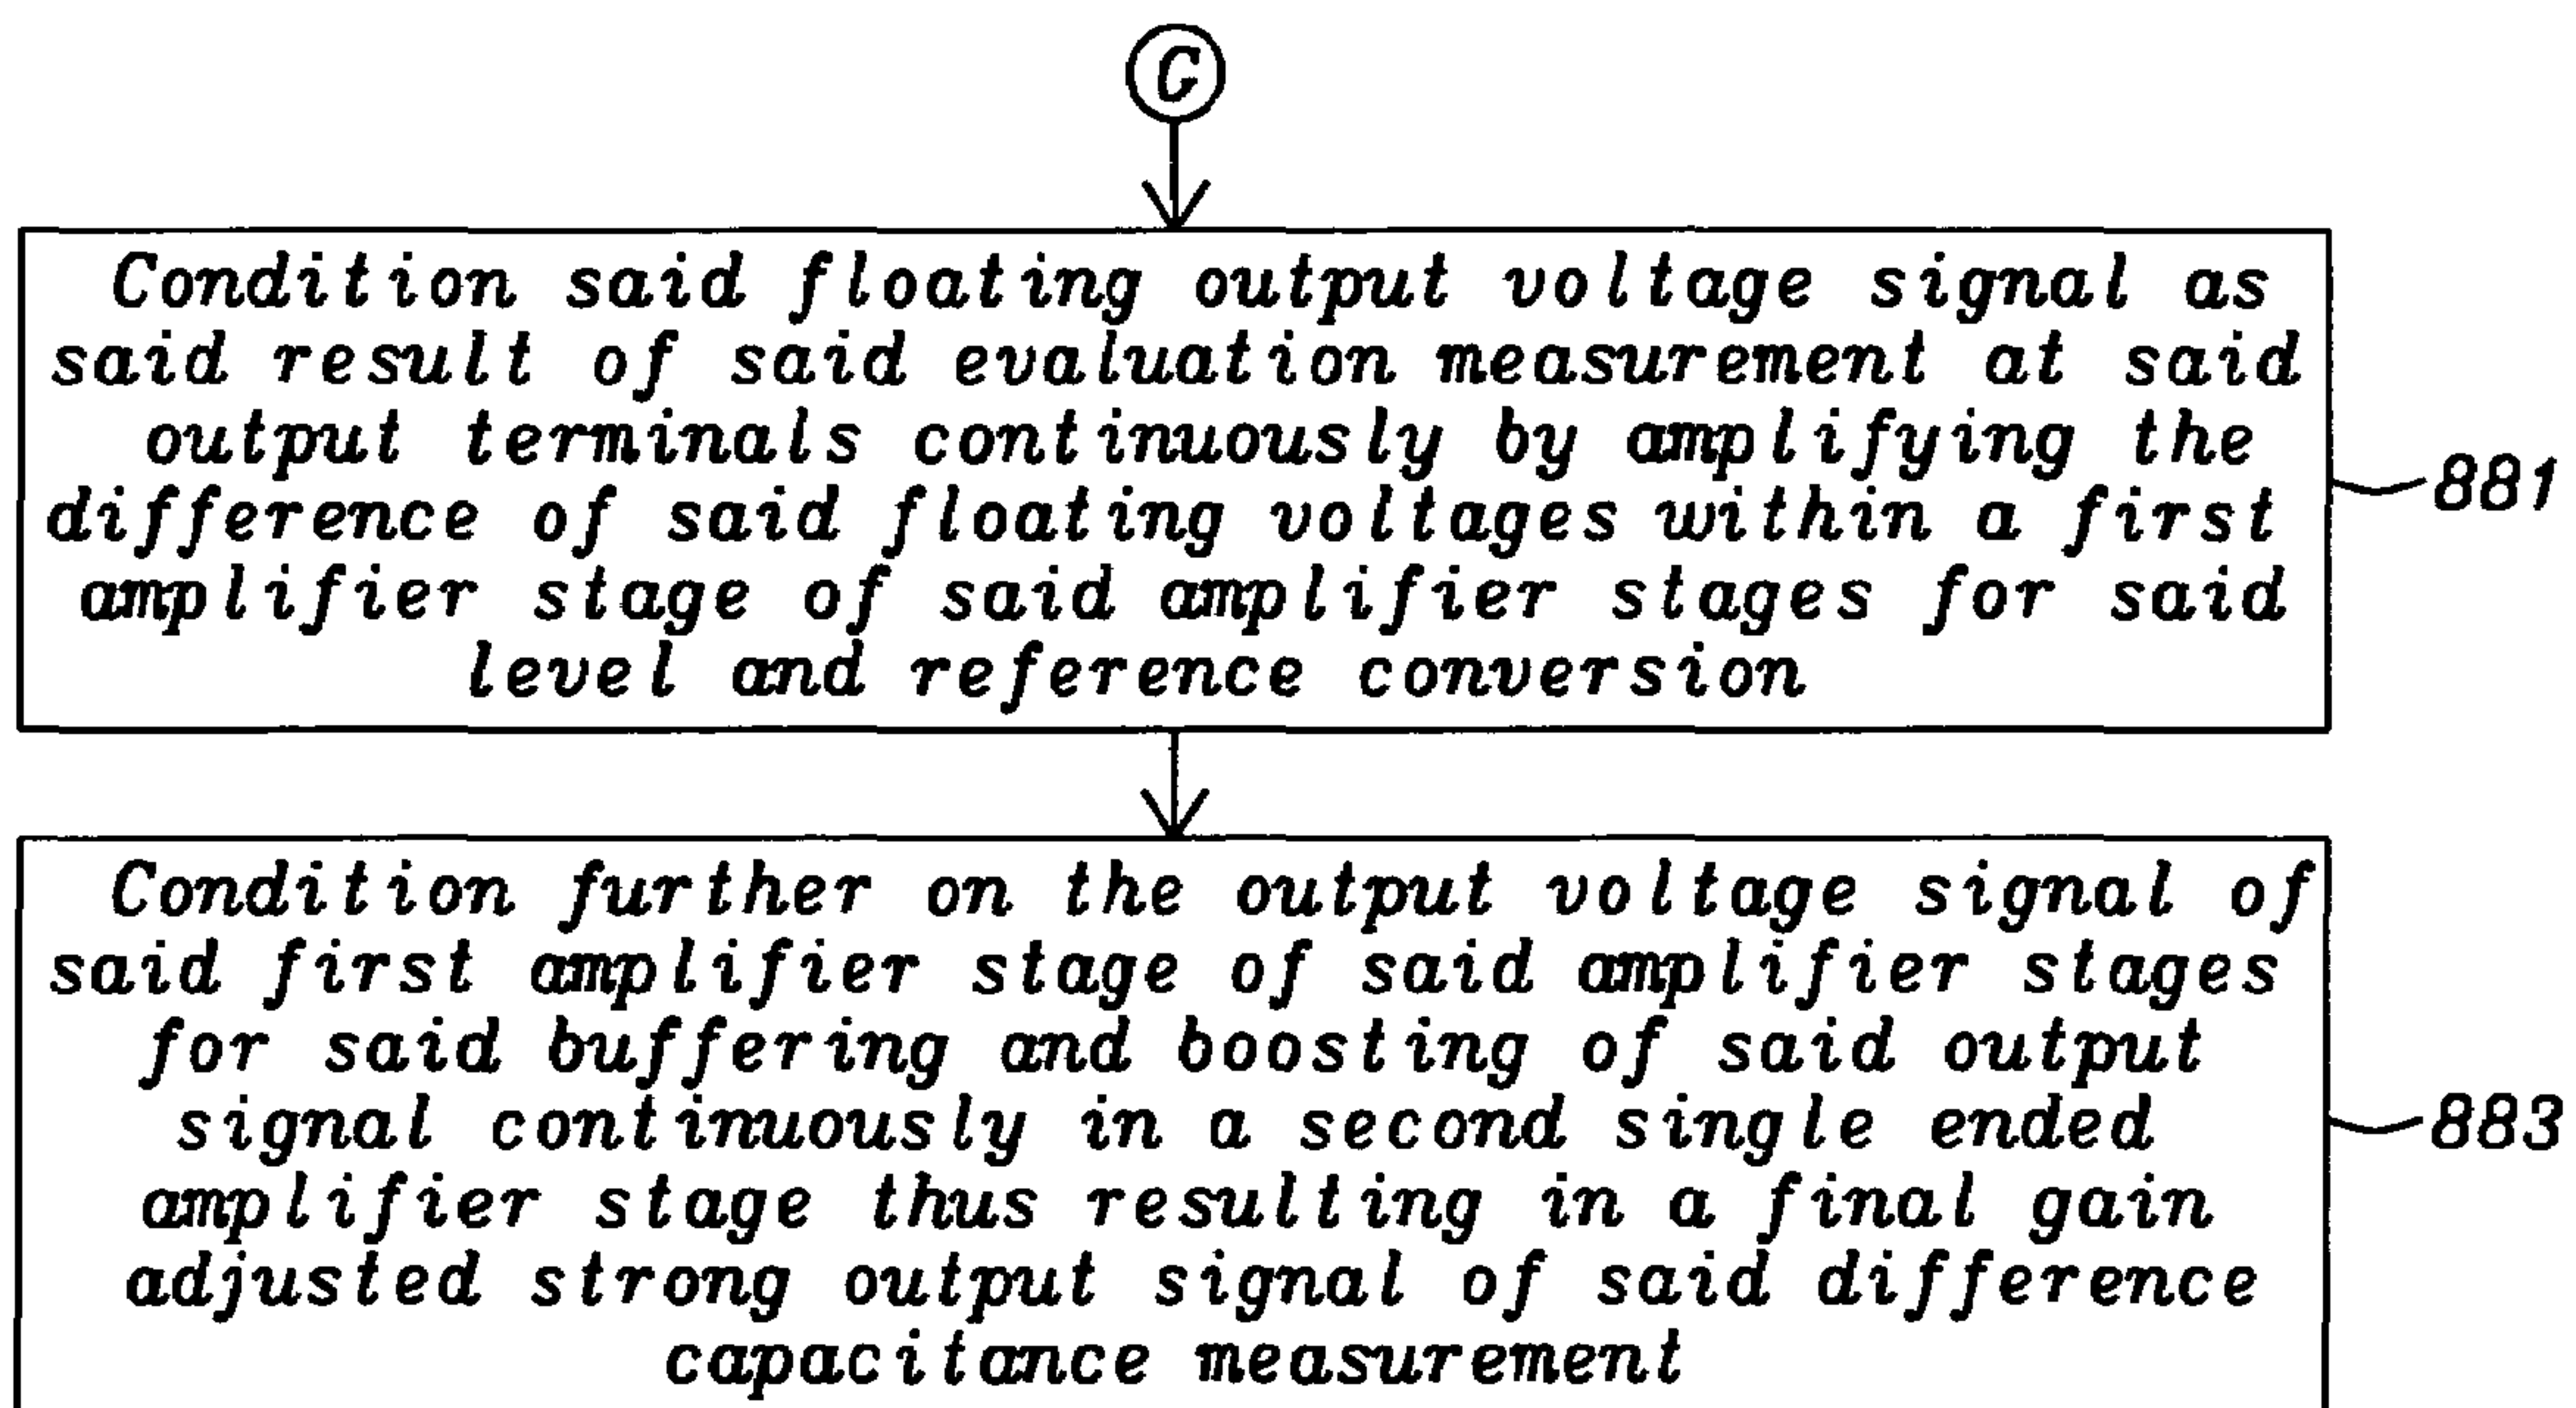 G
Condition said floating output voltage signal as
said result of said evaluation measurement at said
output terminals continuously by amplifying the
difference of said floating voltages within a first
amplifier stage of said amplifier stages for said
level and reference conversion
881
Condition further on the output voltage signal of
said first amplifier stage of said amplifier stages
for said buffering and boosting of said output
signal continuously in a second single ended
amplifier stage thus resulting in a final gain
adjusted strong output signal of said difference
capacitance measurement
883